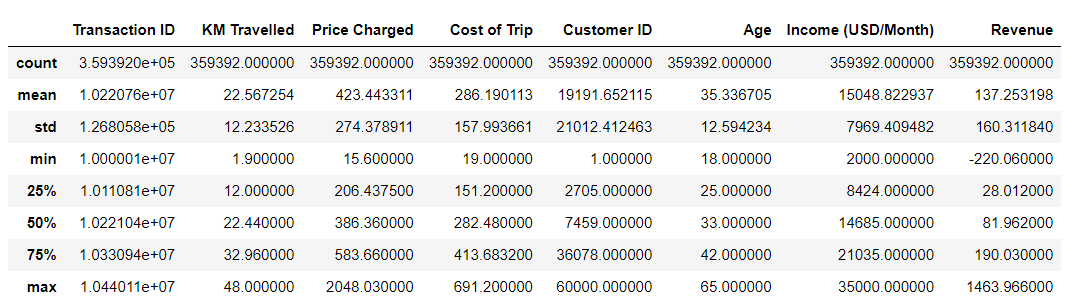 Transaction ID KM Travelled Price Charged Cost of Trip Customer ID Age Income (USD/Month) Revenue
count 3.593920e+05 359392.000000 359392.000000 359392.000000 359392.000000 359392.000000 359392.000000 359392.000000
mean 1.022076e+07 22.567254 423.443311 286.190113 19191.652115 35.336705 15048.822937 137.253198
std 1.268058e+05 12.233526 274.378911 157.993661 21012.412463 12.594234 7969.409482 160.311840
min 1.000001e+07 1.900000 15.600000 19.000000 1.000000 18.000000 2000.000000 -220.060000
25% 1.011081e+07 12.000000 206.437500 151.200000 2705.000000 25.000000 8424.000000 28.012000
50% 1.022104e+07 22.440000 386.360000 282.480000 7459.000000 33.000000 14685.000000 81.962000
75% 1.033094e+07 32.960000 583.660000 413.683200 36078.000000 42.000000 21035.000000 190.030000
max 1.044011e+07 48.000000 2048.030000 691.200000 60000.000000 65.000000 35000.000000 1463.966000